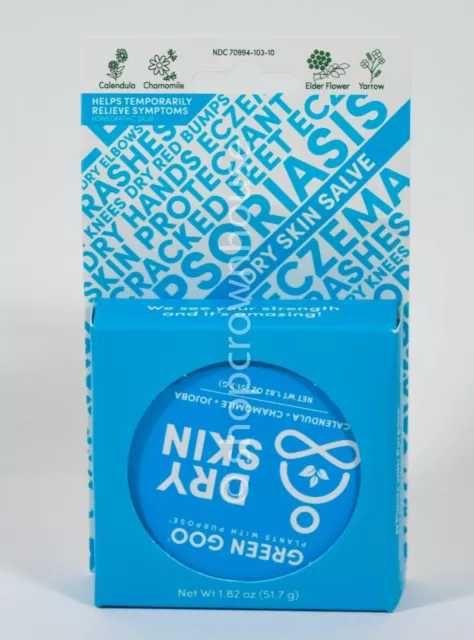 NDC 70994-103-10
Calendula
Chamomile
Elder Flower
Yarrow
HELPS TEMPORARILY
RELIEVE SYMPTOMS
HOMEOPATHIC SALVE
DRY ELBOWS
RASHES
DRY KNEES DRY RED BUMPS
DRY HANDS ECZEMA
SKIN PROTECTANT
CRACKED FEET
PSORIASIS
DRY SKIN SALVE
ECZEMA
RASHES
DRY KNEES
We see your strength
and it's amazing!
GREEN GOO
PLANTS WITH PURPOSE
DRY
SKIN
CALENDULA + CHAMOMILE + JOJOBA
NET WT 1.82 OZ (51.7 G)
Net Wt 1.82 oz (51.7 g)